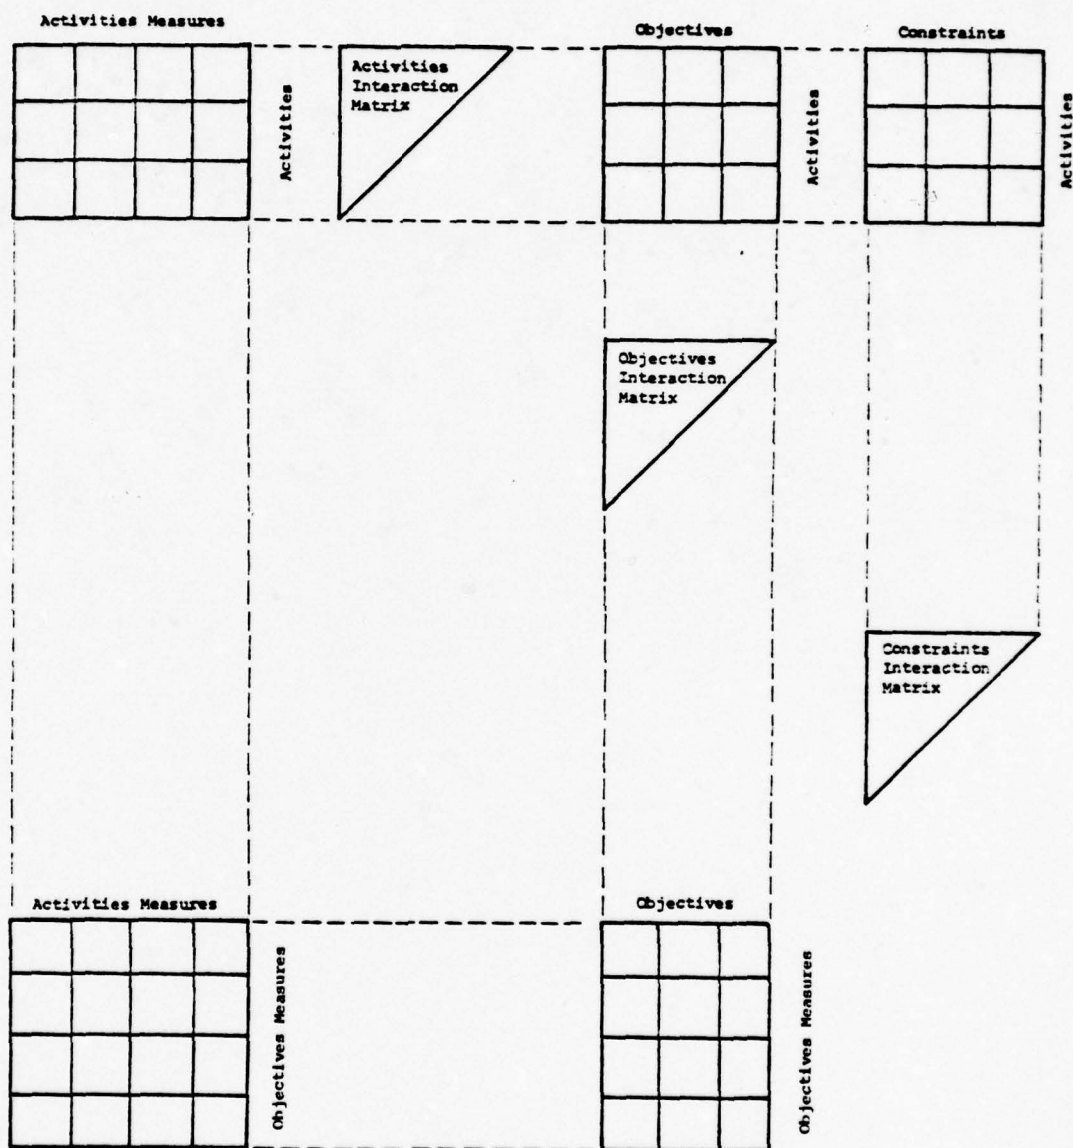 Activities Measures
Objectives
Constraints
Activities
Interaction
Matrix
Activities
Activities
Activities
Objectives
Interaction
Matrix
Constraints
Interaction
Matrix
Activities Measures
Objectives
Objectives Measures
Objectives Measures